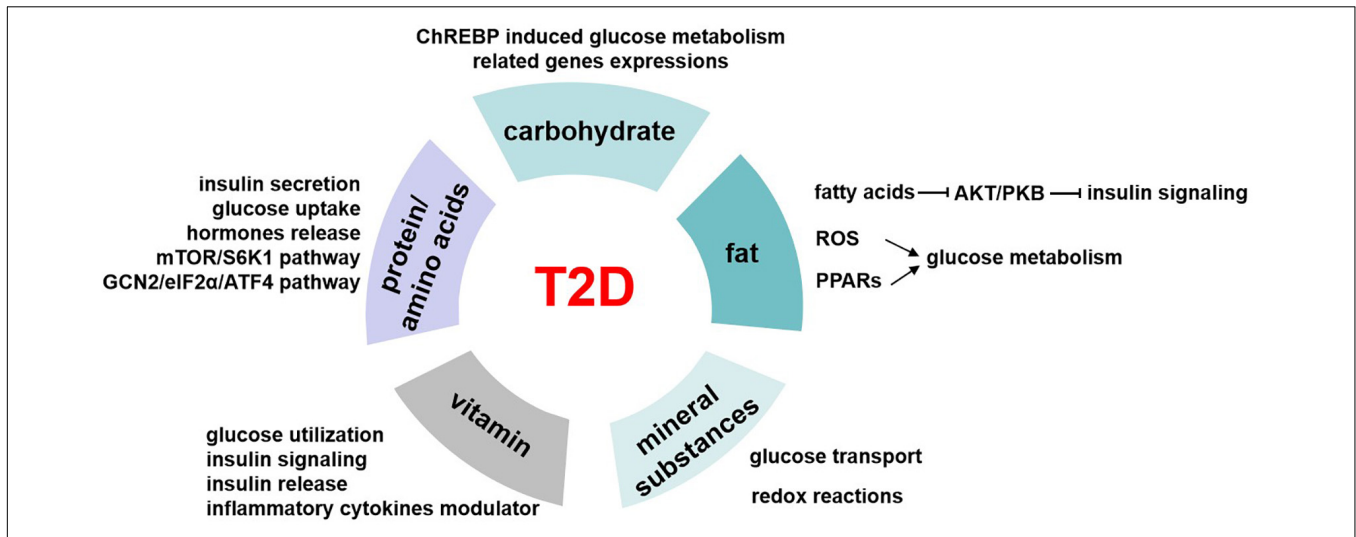 ChREBP induced glucose metabolism
related genes expressions
carbohydrate
insulin secretion
glucose uptake
hormones release
mTOR/S6K1 pathway
GCN2/eIF2α/ATF4 pathway
protein/
amino acids
T2D
fat
fatty acids AKT/PKB insulin signaling
ROS
PPARs
glucose metabolism
vitamin
glucose utilization
insulin signaling
insulin release
inflammatory cytokines modulator
mineral
substances
glucose transport
redox reactions